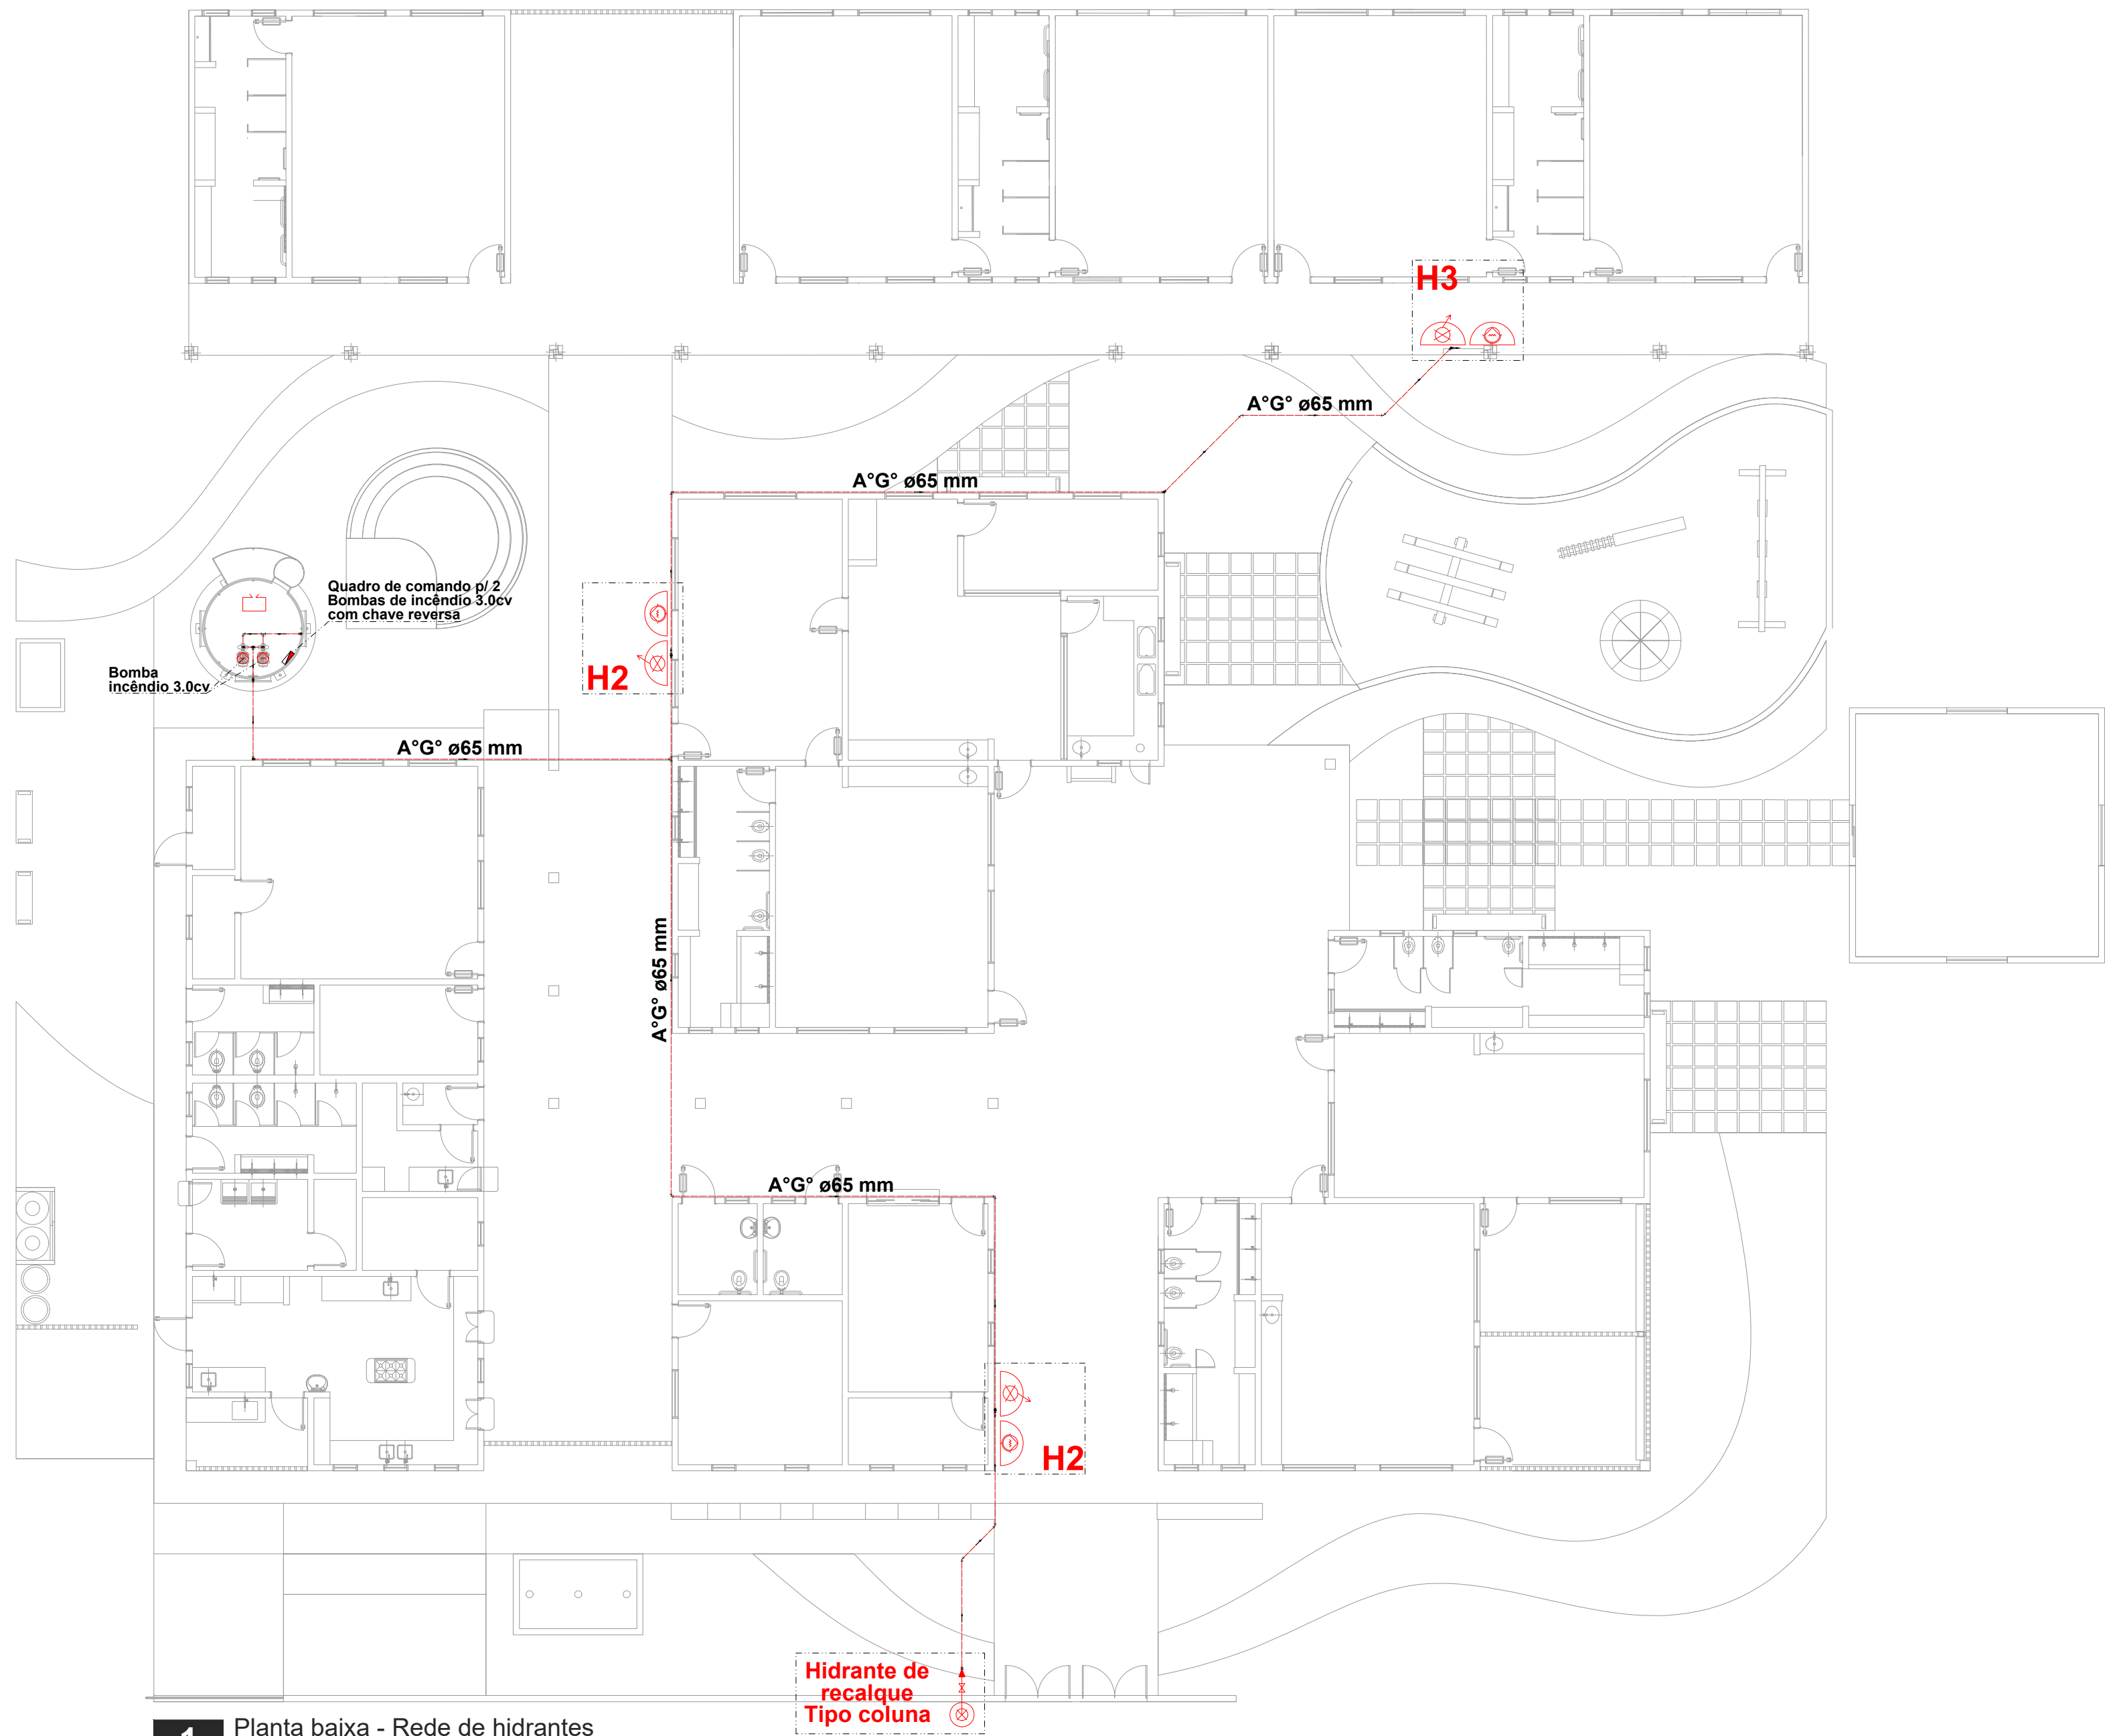 H3
A°G° ø65 mm
A°G° ø65 mm
Quadro de comando p/ 2
Bombas de incêndio 3.0cv
com chave reversa
Bomba
incêndio 3.0cv
H2
A°G° ø65 mm
A°G° ø65 mm
A°G° ø65 mm
H2
Hidrante de
recalque
Tipo coluna
1
Planta baixa - Rede de hidrantes